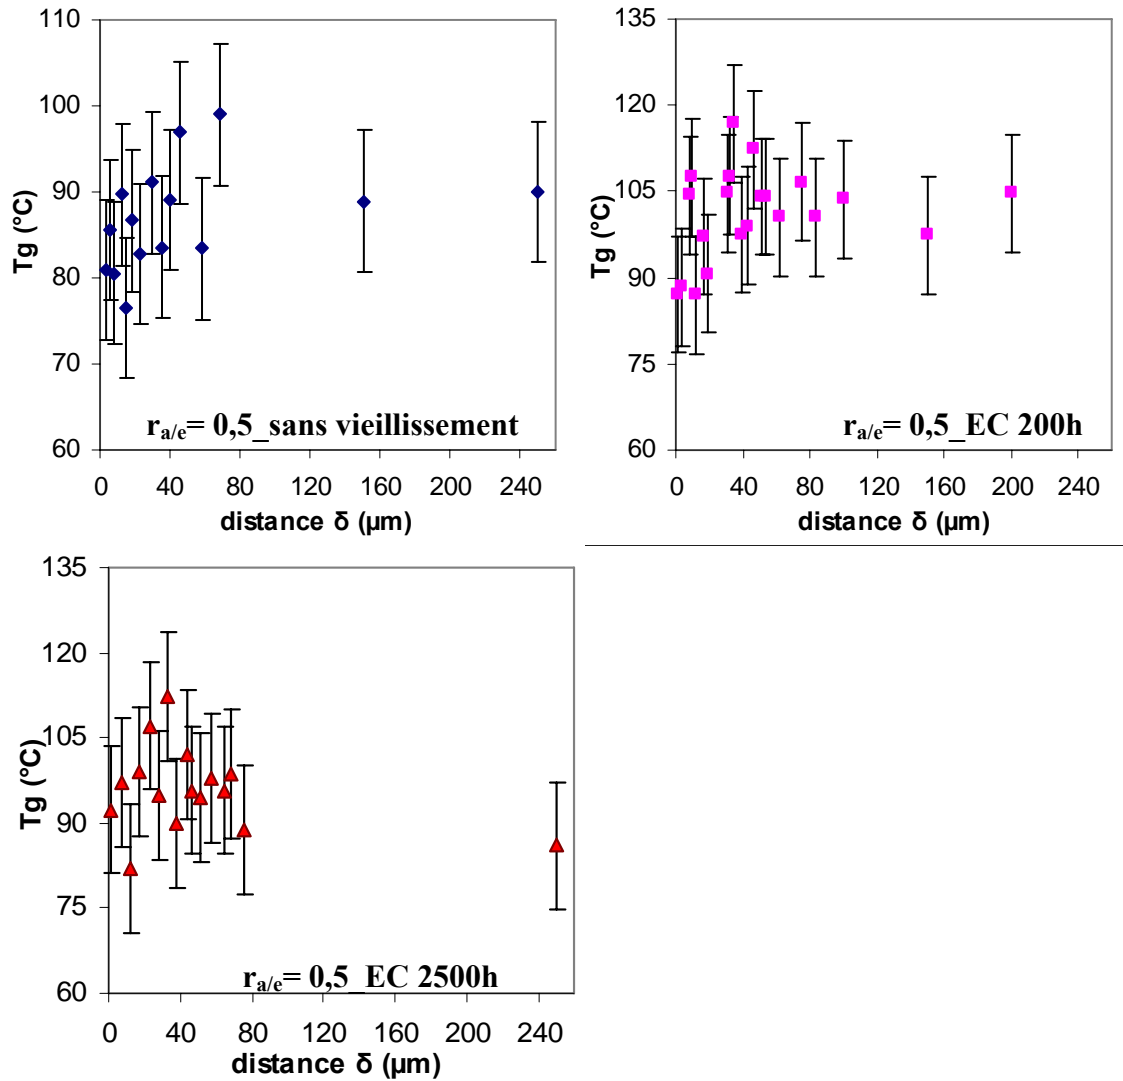 110
100
90
80
70
60
Tg (°C)
r a/e= 0,5_sans vieillissement
0 40 80 120 160 200 240
distance δ (µm)
135
120
105
90
75
60
Tg (°C)
r a/e= 0,5_EC 200h
0 40 80 120 160 200 240
distance δ (µm)
135
120
105
90
75
60
Tg (°C)
r a/e= 0,5_EC 2500h
0 40 80 120 160 200 240
distance δ (µm)